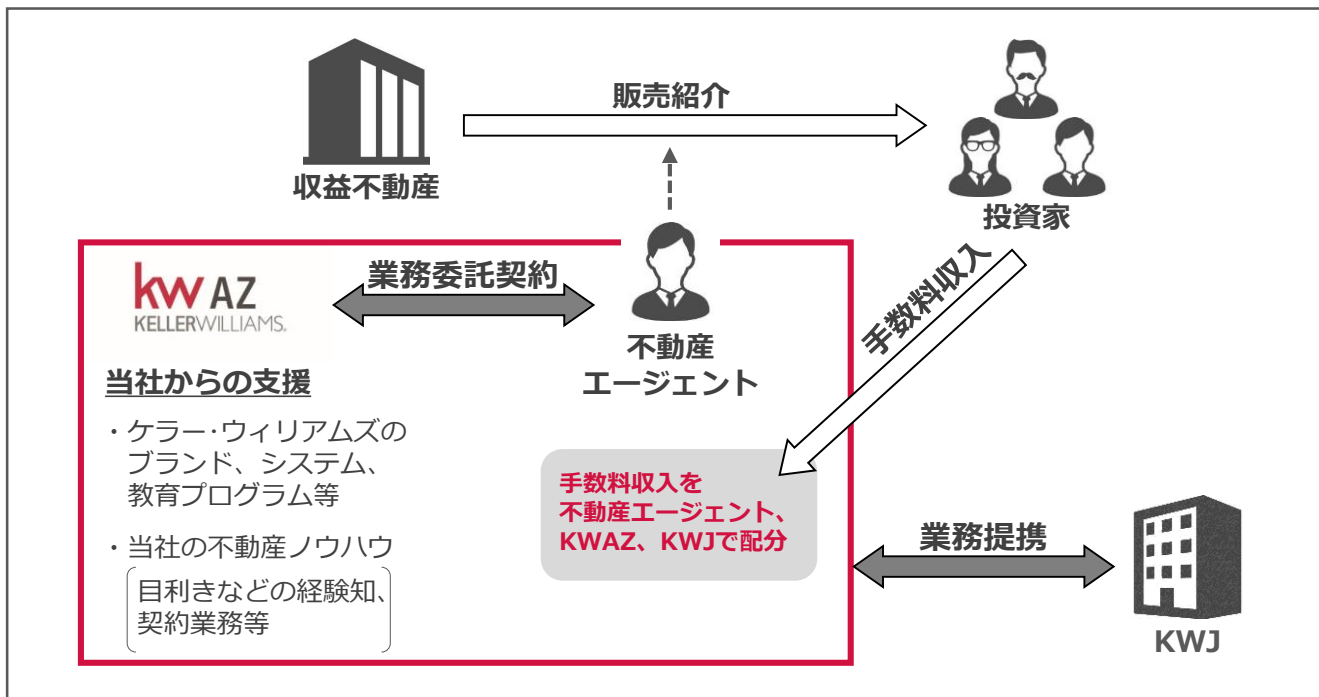 販売紹介
収益不動産
投資家
手数料収入
kw AZ
KELLERWILLIAMS.
業務委託契約
不動産
エージェント
当社からの支援
・ケラー・ウィリアムズの
ブランド、システム、
教育プログラム等
・当社の不動産ノウハウ
目利きなどの経験知、
契約業務等
手数料収入を
不動産エージェント、
KWAZ、KWJで配分
業務提携
KWJ